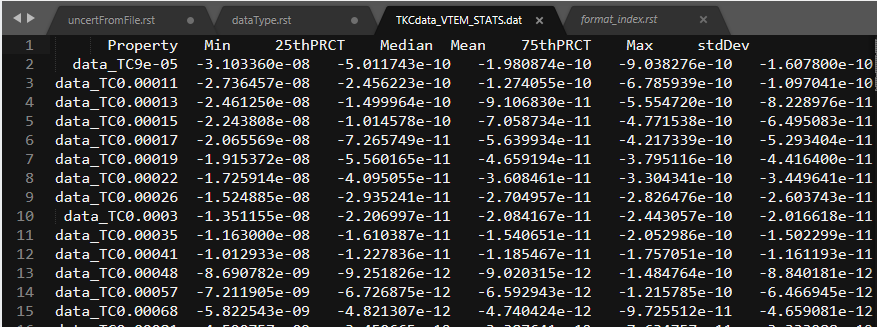 uncertFromFile.rst dataType.rst TKCdata_VTEM_STATS.dat × format_index.rst ×
1 Property Min 25thPRCT Median Mean 75thPRCT Max stdDev
2 data_TC9e-05 -3.103360e-08 -5.011743e-10 -1.980874e-10 -9.038276e-10 -1.607800e-10
3 data_TC0.00011 -2.736457e-08 -2.456223e-10 -1.274055e-10 -6.785939e-10 -1.097041e-10
4 data_TC0.00013 -2.461250e-08 -1.499964e-10 -9.106830e-11 -5.554720e-10 -8.228976e-11
5 data_TC0.00015 -2.243808e-08 -1.014578e-10 -7.058734e-11 -4.771538e-10 -6.495083e-11
6 data_TC0.00017 -2.065569e-08 -7.265749e-11 -5.639934e-11 -4.217339e-10 -5.293404e-11
7 data_TC0.00019 -1.915372e-08 -5.560165e-11 -4.659194e-11 -3.795116e-10 -4.416400e-11
8 data_TC0.00022 -1.725914e-08 -4.095055e-11 -3.608461e-11 -3.304341e-10 -3.449641e-11
9 data_TC0.00026 -1.524885e-08 -2.935241e-11 -2.704957e-11 -2.826476e-10 -2.603743e-11
10 data_TC0.0003 -1.351155e-08 -2.206997e-11 -2.084167e-11 -2.443057e-10 -2.016618e-11
11 data_TC0.00035 -1.163000e-08 -1.610387e-11 -1.540651e-11 -2.052986e-10 -1.502299e-11
12 data_TC0.00041 -1.012933e-08 -1.227836e-11 -1.185467e-11 -1.757051e-10 -1.161193e-11
13 data_TC0.00048 -8.690782e-09 -9.251826e-12 -9.020315e-12 -1.484764e-10 -8.840181e-12
14 data_TC0.00057 -7.211905e-09 -6.726875e-12 -6.592943e-12 -1.215785e-10 -6.466945e-12
15 data_TC0.00068 -5.822543e-09 -4.821307e-12 -4.740424e-12 -9.725512e-11 -4.659081e-12